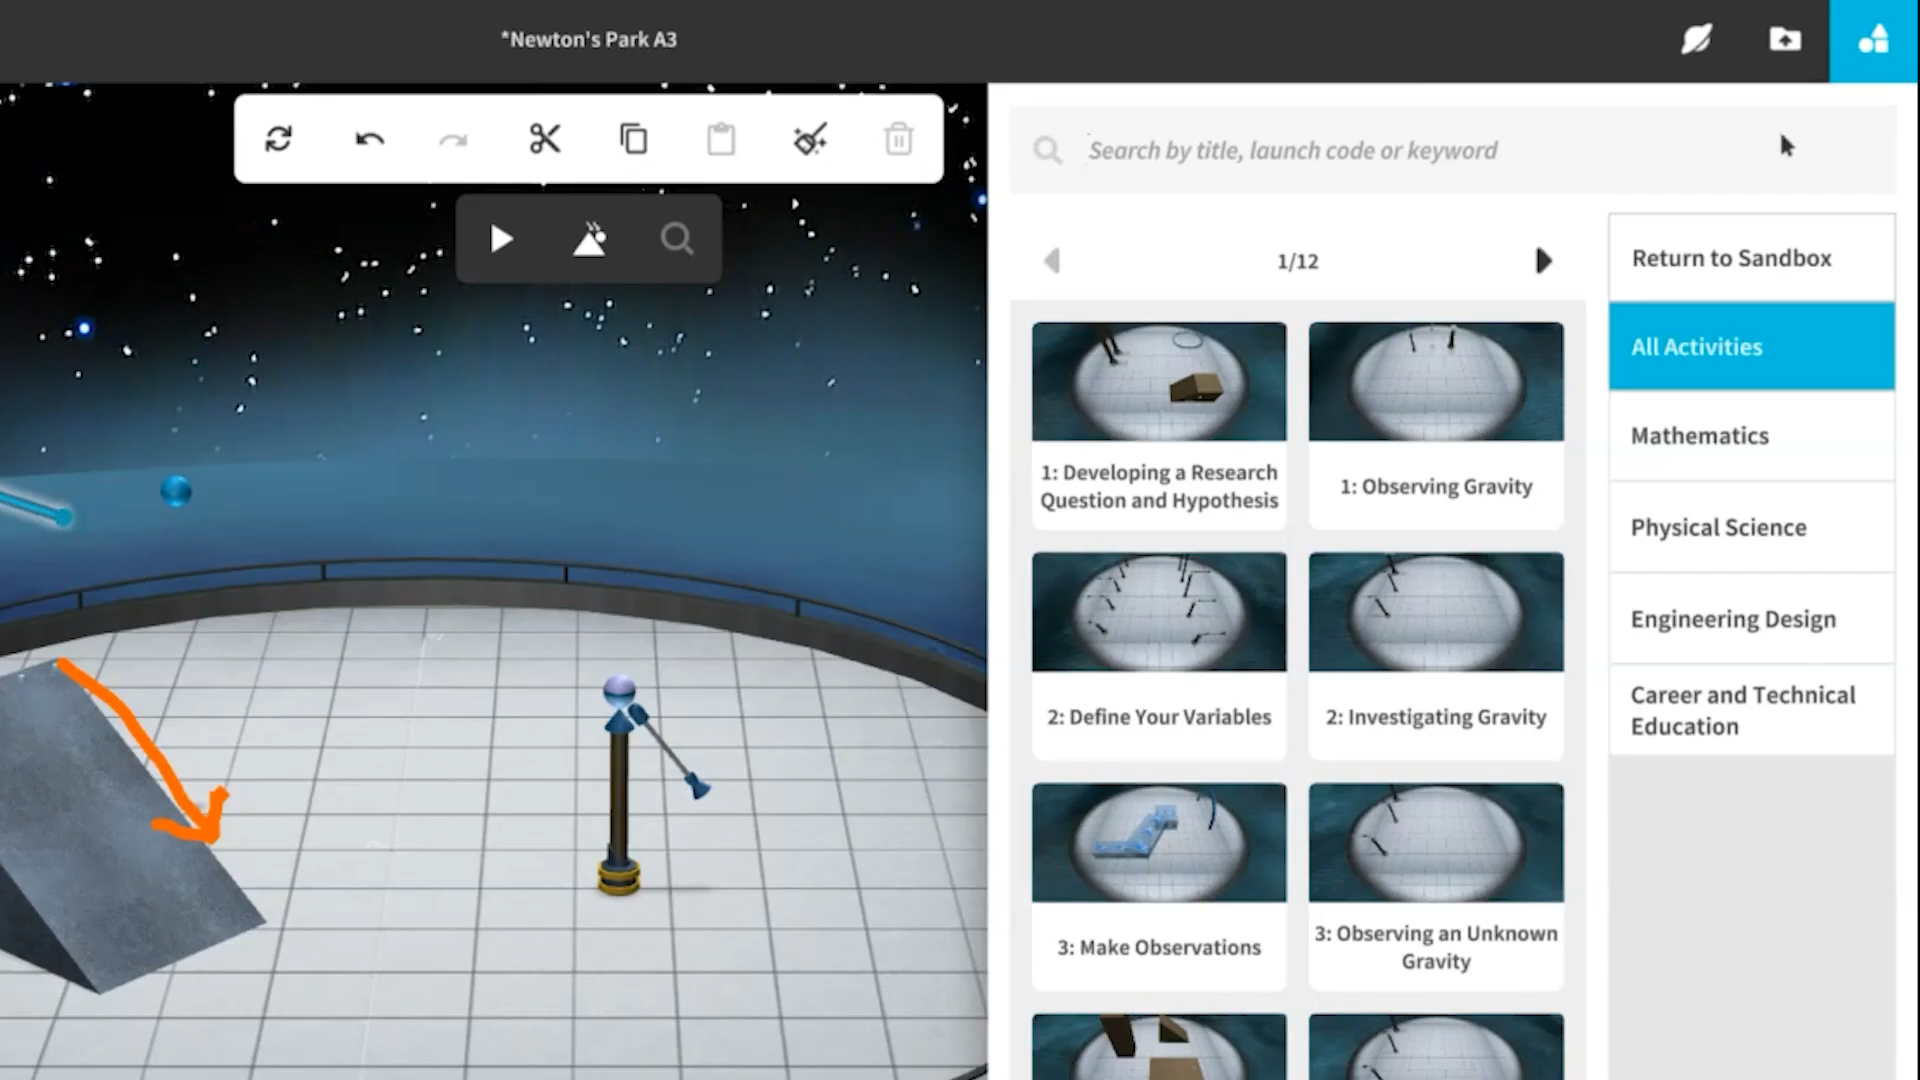 *Newton's Park A3
Search by title, launch code or keyword
1/12
Return to Sandbox
All Activities
Mathematics
Physical Science
Engineering Design
Career and Technical
Education
1: Developing a Research
Question and Hypothesis
1: Observing Gravity
2: Define Your Variables
2: Investigating Gravity
3: Make Observations
3: Observing an Unknown
Gravity